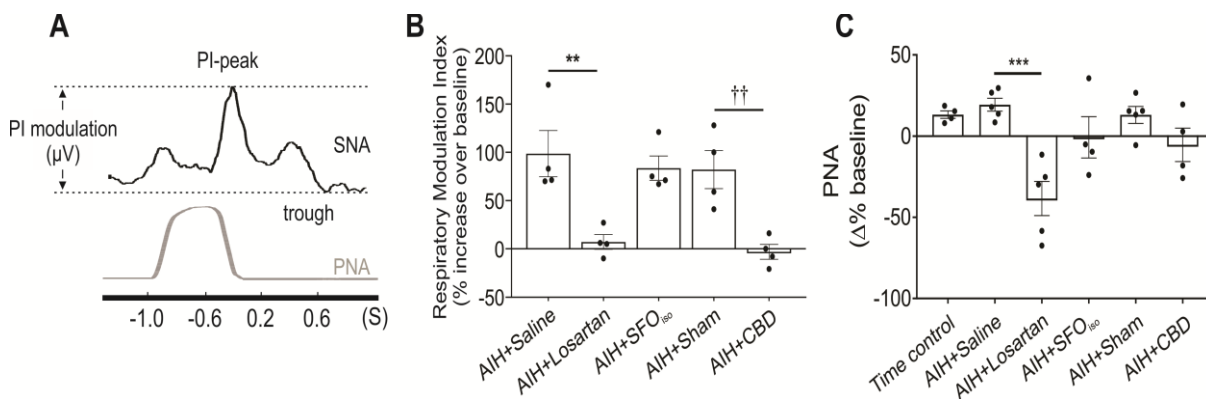 A
PI-peak
PI modulation
(µV)
SNA
trough
PNA
-1.0
-0.6
0.2
0.6
(S)
B
Respiratory Modulation Index
(% increase over baseline)
200
150
100
50
0
-50
**
††
AIH+Saline
AIH+Losartan
AIH+SFOiso
AIH+Sham
AIH+CBD
C
PNA
(Δ% baseline)
50
0
-50
-100
***
Time control
AIH+Saline
AIH+Losartan
AIH+SFOiso
AIH+Sham
AIH+CBD